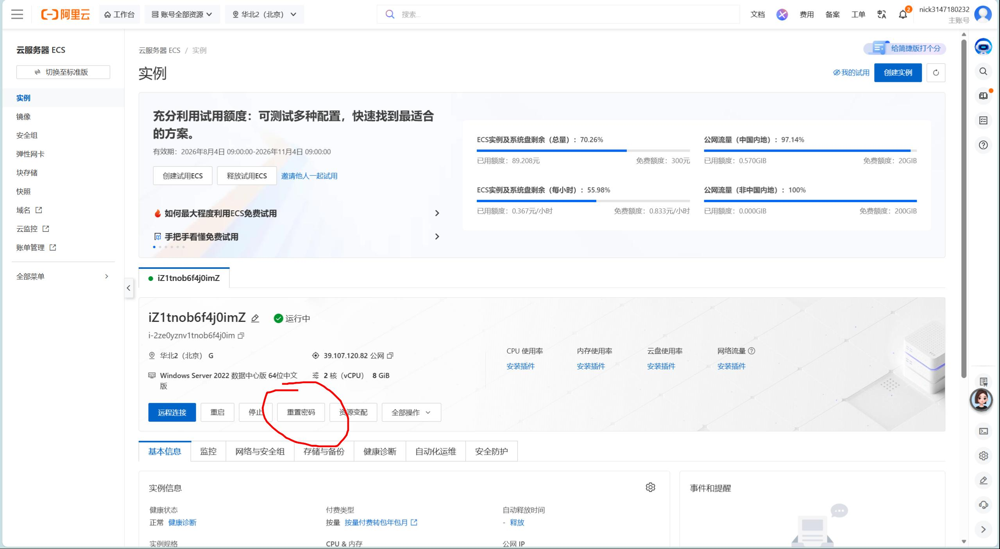 阿里云
工作台
账号全部资源
华北2（北京）
搜索...
文档
费用
备案
工单
2
nick3147180232
主账号
云服务器 ECS
切换至标准版
实例
镜像
安全组
弹性网卡
块存储
快照
域名
云监控
账单管理
全部菜单
云服务器 ECS / 实例
给简捷版打个分
实例
我的试用
创建实例
充分利用试用额度：可测试多种配置，快速找到最适合
的方案。
有效期：2026年8月4日 09:00:00-2026年11月4日 09:00:00
创建试用ECS
释放试用ECS
邀请他人一起试用
如何最大程度利用ECS免费试用
手把手看懂免费试用
ECS实例及系统盘剩余（总量）：70.26%
已用额度：89.208元
免费额度：300元
公网流量（中国内地）：97.14%
已用额度：0.570GIB
免费额度：20GIB
ECS实例及系统盘剩余（每小时）：55.98%
已用额度：0.367元/小时
免费额度：0.833元/小时
公网流量（非中国内地）：100%
已用额度：0.000GIB
免费额度：200GIB
iZ1tnob6f4j0imZ
iZ1tnob6f4j0imZ
运行中
i-2ze0yznv1tnob6f4j0im
华北2（北京） G
39.107.120.82 公网
Windows Server 2022 数据中心版 64位中文
版
2 核（vCPU） 8 GiB
CPU 使用率
安装插件
内存使用率
安装插件
云盘使用率
安装插件
网络流量
安装插件
远程连接
重启
停止
重置密码
资源变配
全部操作
基本信息
监控
网络与安全组
存储与备份
健康诊断
自动化运维
安全防护
实例信息
健康状态
正常 健康诊断
付费类型
按量 按量付费转包年包月
自动释放时间
- 释放
实例规格
CPU & 内存
公网 IP
事件和提醒